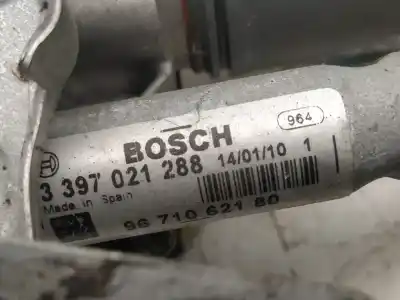 964
BOSCH
3 397 021 288 14/01/10 1
Made in Spain
96 710 621 80